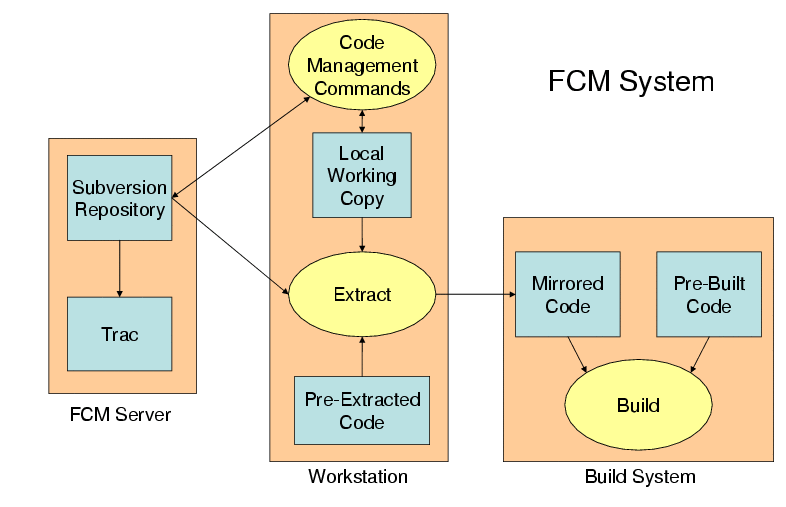 FCM System
Code
Management
Commands
Subversion
Repository
Local
Working
Copy
Trac
Extract
Mirrored
Code
Pre-Built
Code
Pre-Extracted
Code
Build
FCM Server
Workstation
Build System